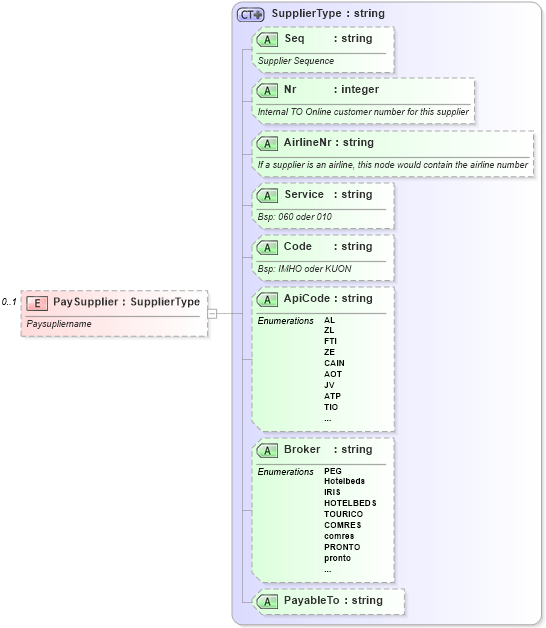 CT SupplierType : string
A Seq : string
Supplier Sequence
A Nr : integer
Internal TO Online customer number for this supplier
A AirlineNr : string
If a supplier is an airline, this node would contain the airline number
A Service : string
Bsp: 060 oder 010
A Code : string
Bsp: IMHO oder KUON
0..1
E PaySupplier : SupplierType
Paysupliername
A ApiCode : string
Enumerations AL
ZL
FTI
ZE
CAIN
AOT
JV
ATP
TIO
...
A Broker : string
Enumerations PEG
Hotelbeds
IRIS
HOTELBEDS
TOURICO
COMRES
comres
PRONTO
pronto
...
A PayableTo : string